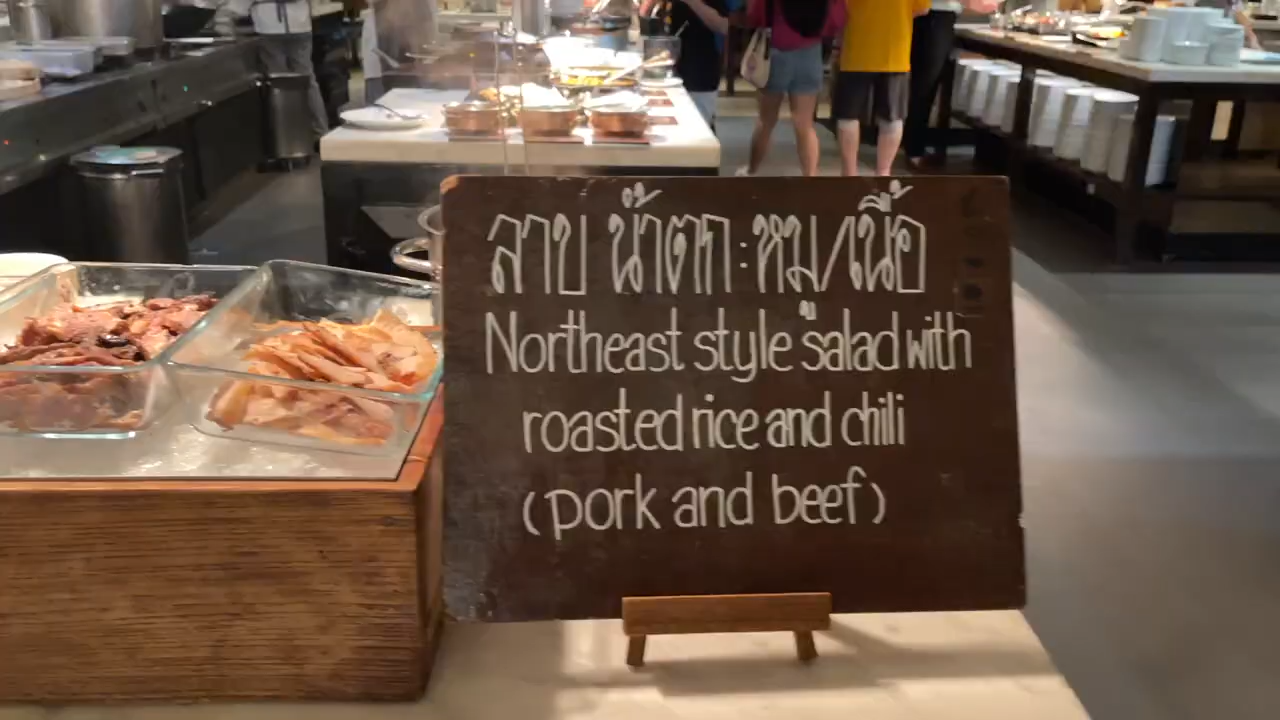 ลาบ น้ำตก : หมู/เนื้อ
Northeast style salad with
roasted rice and chili
(pork and beef)